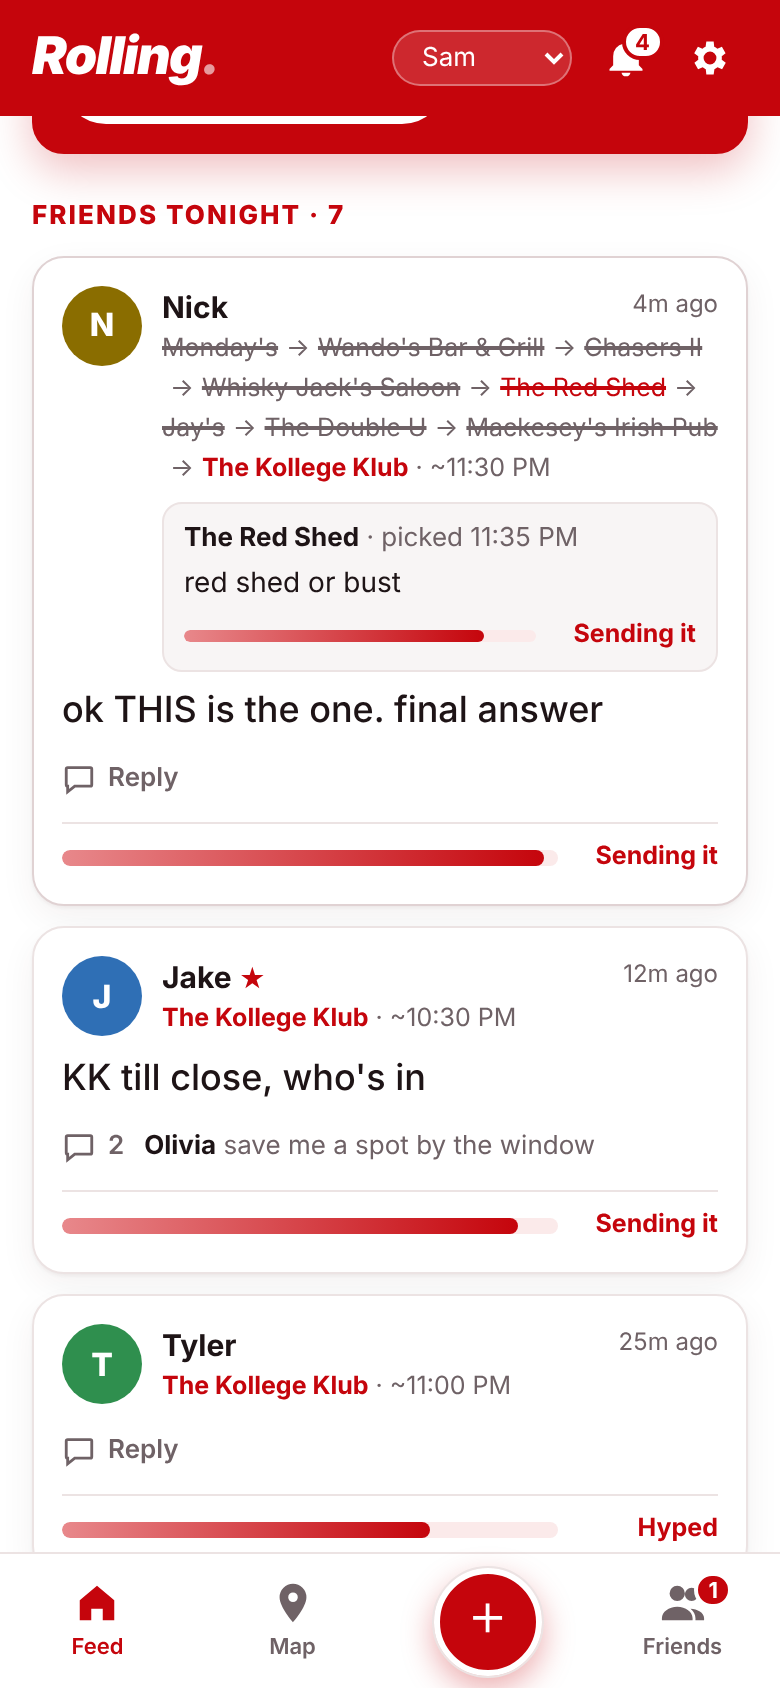 Rolling.
Sam
4
FRIENDS TONIGHT · 7
N
Nick
4m ago
Monday's → Wando's Bar & Grill → Chasers II
→ Whisky Jack's Saloon → The Red Shed →
Jay's → The Double U → Mackesey's Irish Pub
→ The Kollege Klub · ~11:30 PM
The Red Shed · picked 11:35 PM
red shed or bust
Sending it
ok THIS is the one. final answer
Reply
Sending it
J
Jake ★
12m ago
The Kollege Klub · ~10:30 PM
KK till close, who's in
2 Olivia save me a spot by the window
Sending it
T
Tyler
25m ago
The Kollege Klub · ~11:00 PM
Reply
Hyped
Feed
Map
+
1
Friends